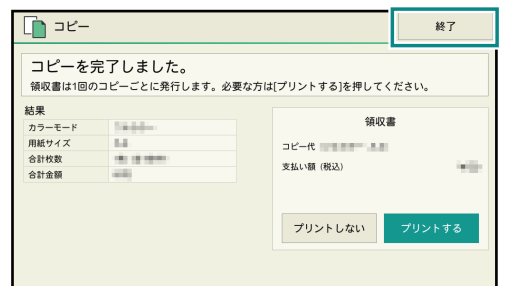 コピー
終了
コピーを完了しました。
領収書は1回のコピーごとに発行します。必要な方は[プリントする]を押してください。
結果
カラーモード
用紙サイズ
合計枚数
合計金額
領収書
コピー代
支払い額（税込）
プリントしない
プリントする